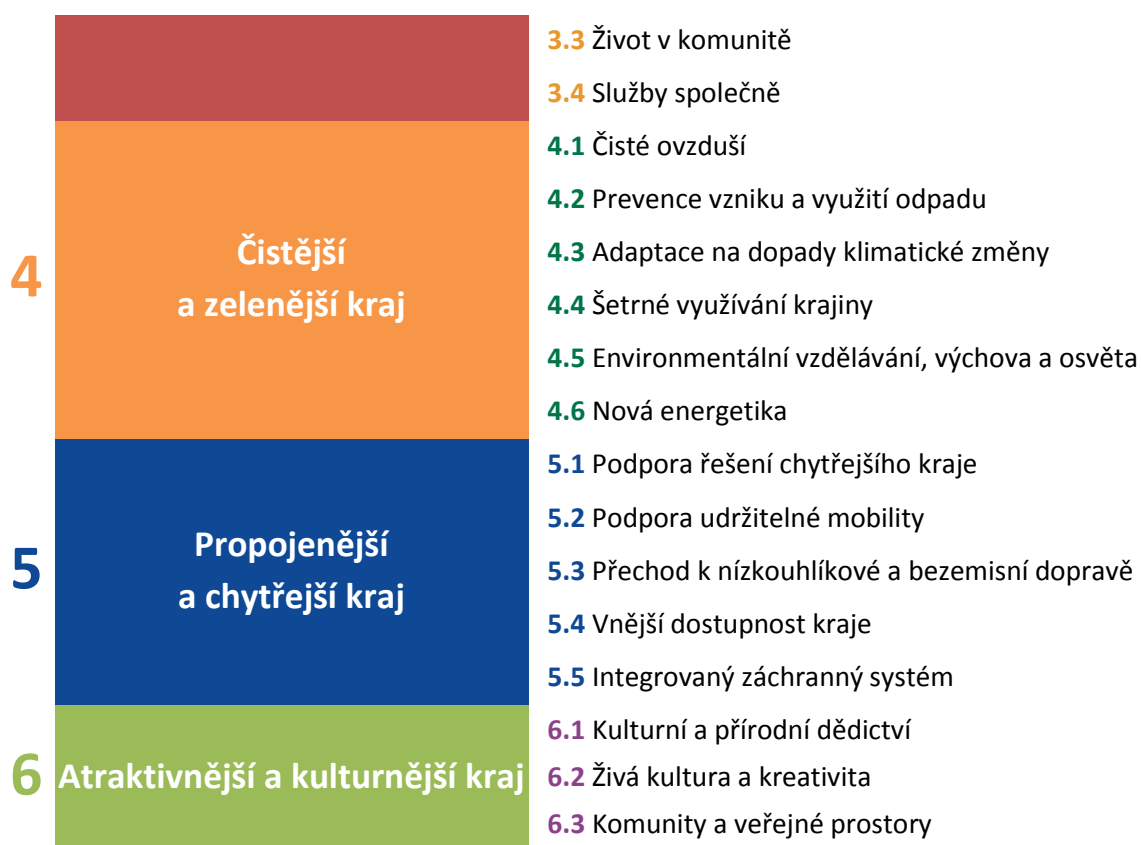 3.3 Život v komunitě
3.4 Služby společně
4
Čistější
a zelenější kraj
4.1 Čisté ovzduší
4.2 Prevence vzniku a využití odpadu
4.3 Adaptace na dopady klimatické změny
4.4 Šetrné využívání krajiny
4.5 Environmentální vzdělávání, výchova a osvěta
4.6 Nová energetika
5
Propojenější
a chytřejší kraj
5.1 Podpora řešení chytřejšího kraje
5.2 Podpora udržitelné mobility
5.3 Přechod k nízkouhlíkové a bezemisní dopravě
5.4 Vnější dostupnost kraje
5.5 Integrovaný záchranný systém
6
Atraktivnější a kulturnější kraj
6.1 Kulturní a přírodní dědictví
6.2 Živá kultura a kreativita
6.3 Komunity a veřejné prostory